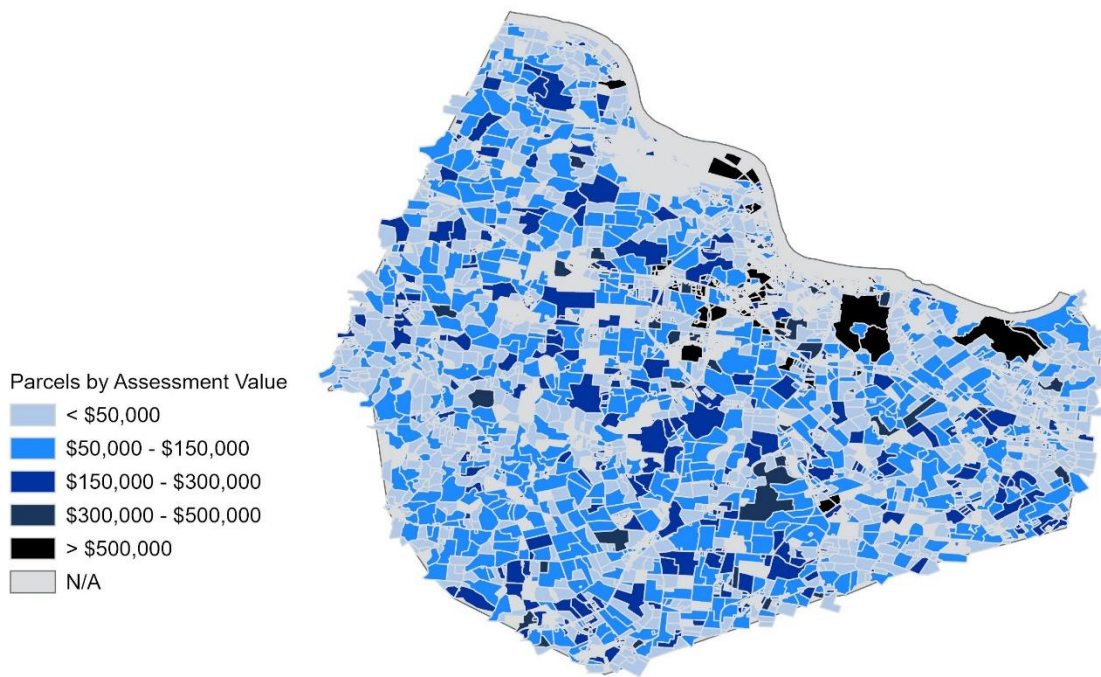 Parcels by Assessment Value
< $50,000
$50,000 - $150,000
$150,000 - $300,000
$300,000 - $500,000
> $500,000
N/A